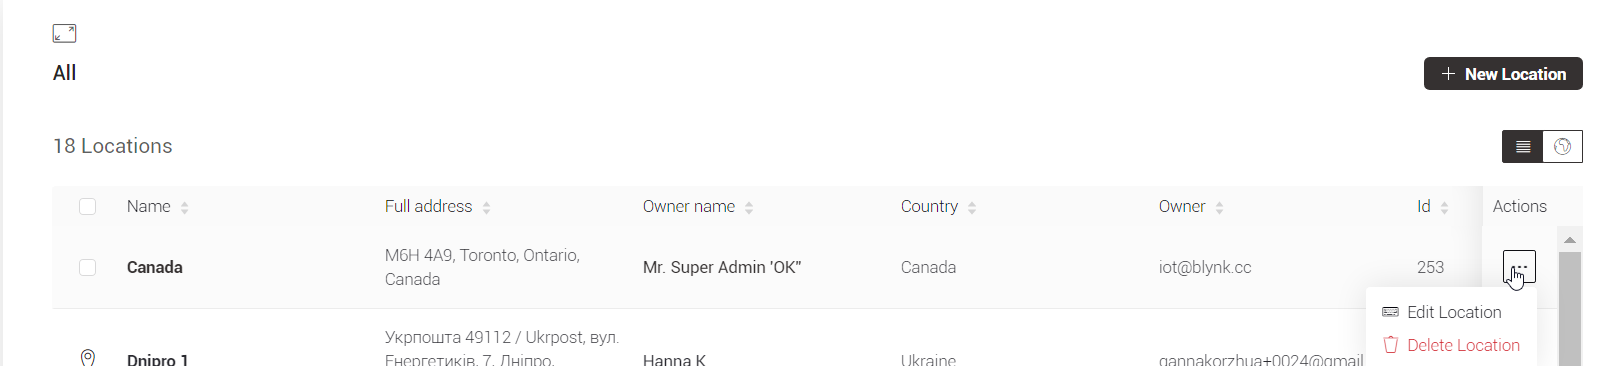 All
+ New Location
18 Locations
Name Full address Owner name Country Owner Id Actions
M6H 4A9, Toronto, Ontario,
Canada
Canada Mr. Super Admin 'OK" Canada iot@blynk.cc 253 ...
Edit Location
Delete Location
Укрпошта 49112 / Ukrpost, вул.
Енергетиків, 7, Дніпро,
Dnipro 1 Hanna K Ukraine gannakorzhua+0024@gmail